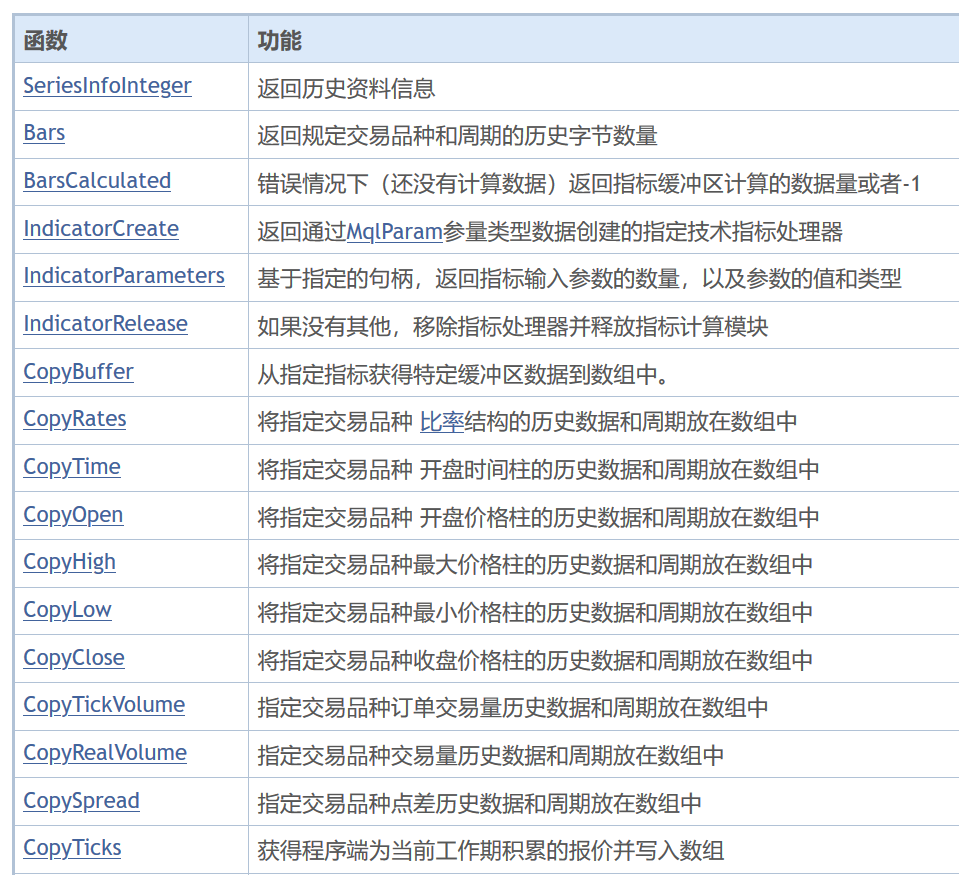 函数 功能
SeriesInfoInteger 返回历史资料信息
Bars 返回规定交易品种和周期的历史字节数量
BarsCalculated 错误情况下（还没有计算数据）返回指标缓冲区计算的数据量或者-1
IndicatorCreate 返回通过MqlParam参量类型数据创建的指定技术指标处理器
IndicatorParameters 基于指定的句柄，返回指标输入参数的数量，以及参数的值和类型
IndicatorRelease 如果没有其他，移除指标处理器并释放指标计算模块
CopyBuffer 从指定指标获得特定缓冲区数据到数组中。
CopyRates 将指定交易品种 比率结构的历史数据和周期放在数组中
CopyTime 将指定交易品种 开盘时间柱的历史数据和周期放在数组中
CopyOpen 将指定交易品种 开盘价格柱的历史数据和周期放在数组中
CopyHigh 将指定交易品种最大价格柱的历史数据和周期放在数组中
CopyLow 将指定交易品种最小价格柱的历史数据和周期放在数组中
CopyClose 将指定交易品种收盘价格柱的历史数据和周期放在数组中
CopyTickVolume 指定交易品种订单交易量历史数据和周期放在数组中
CopyRealVolume 指定交易品种交易量历史数据和周期放在数组中
CopySpread 指定交易品种点差历史数据和周期放在数组中
CopyTicks 获得程序端为当前工作期积累的报价并写入数组